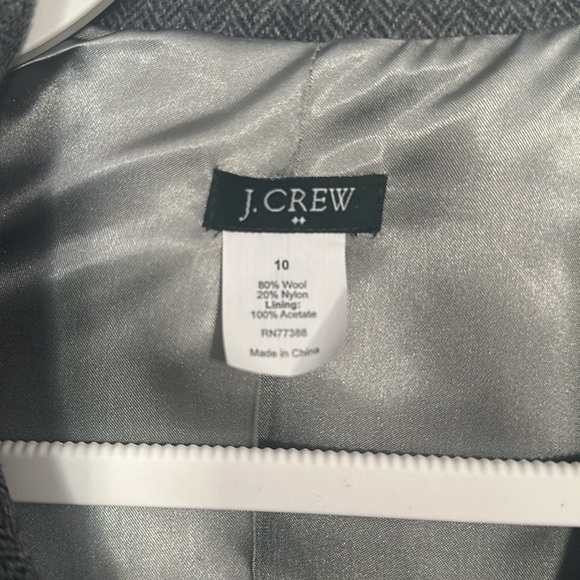 J.CREW
10
80% Wool
20% Nylon
Lining:
100% Acetate
RN77388
Made in China